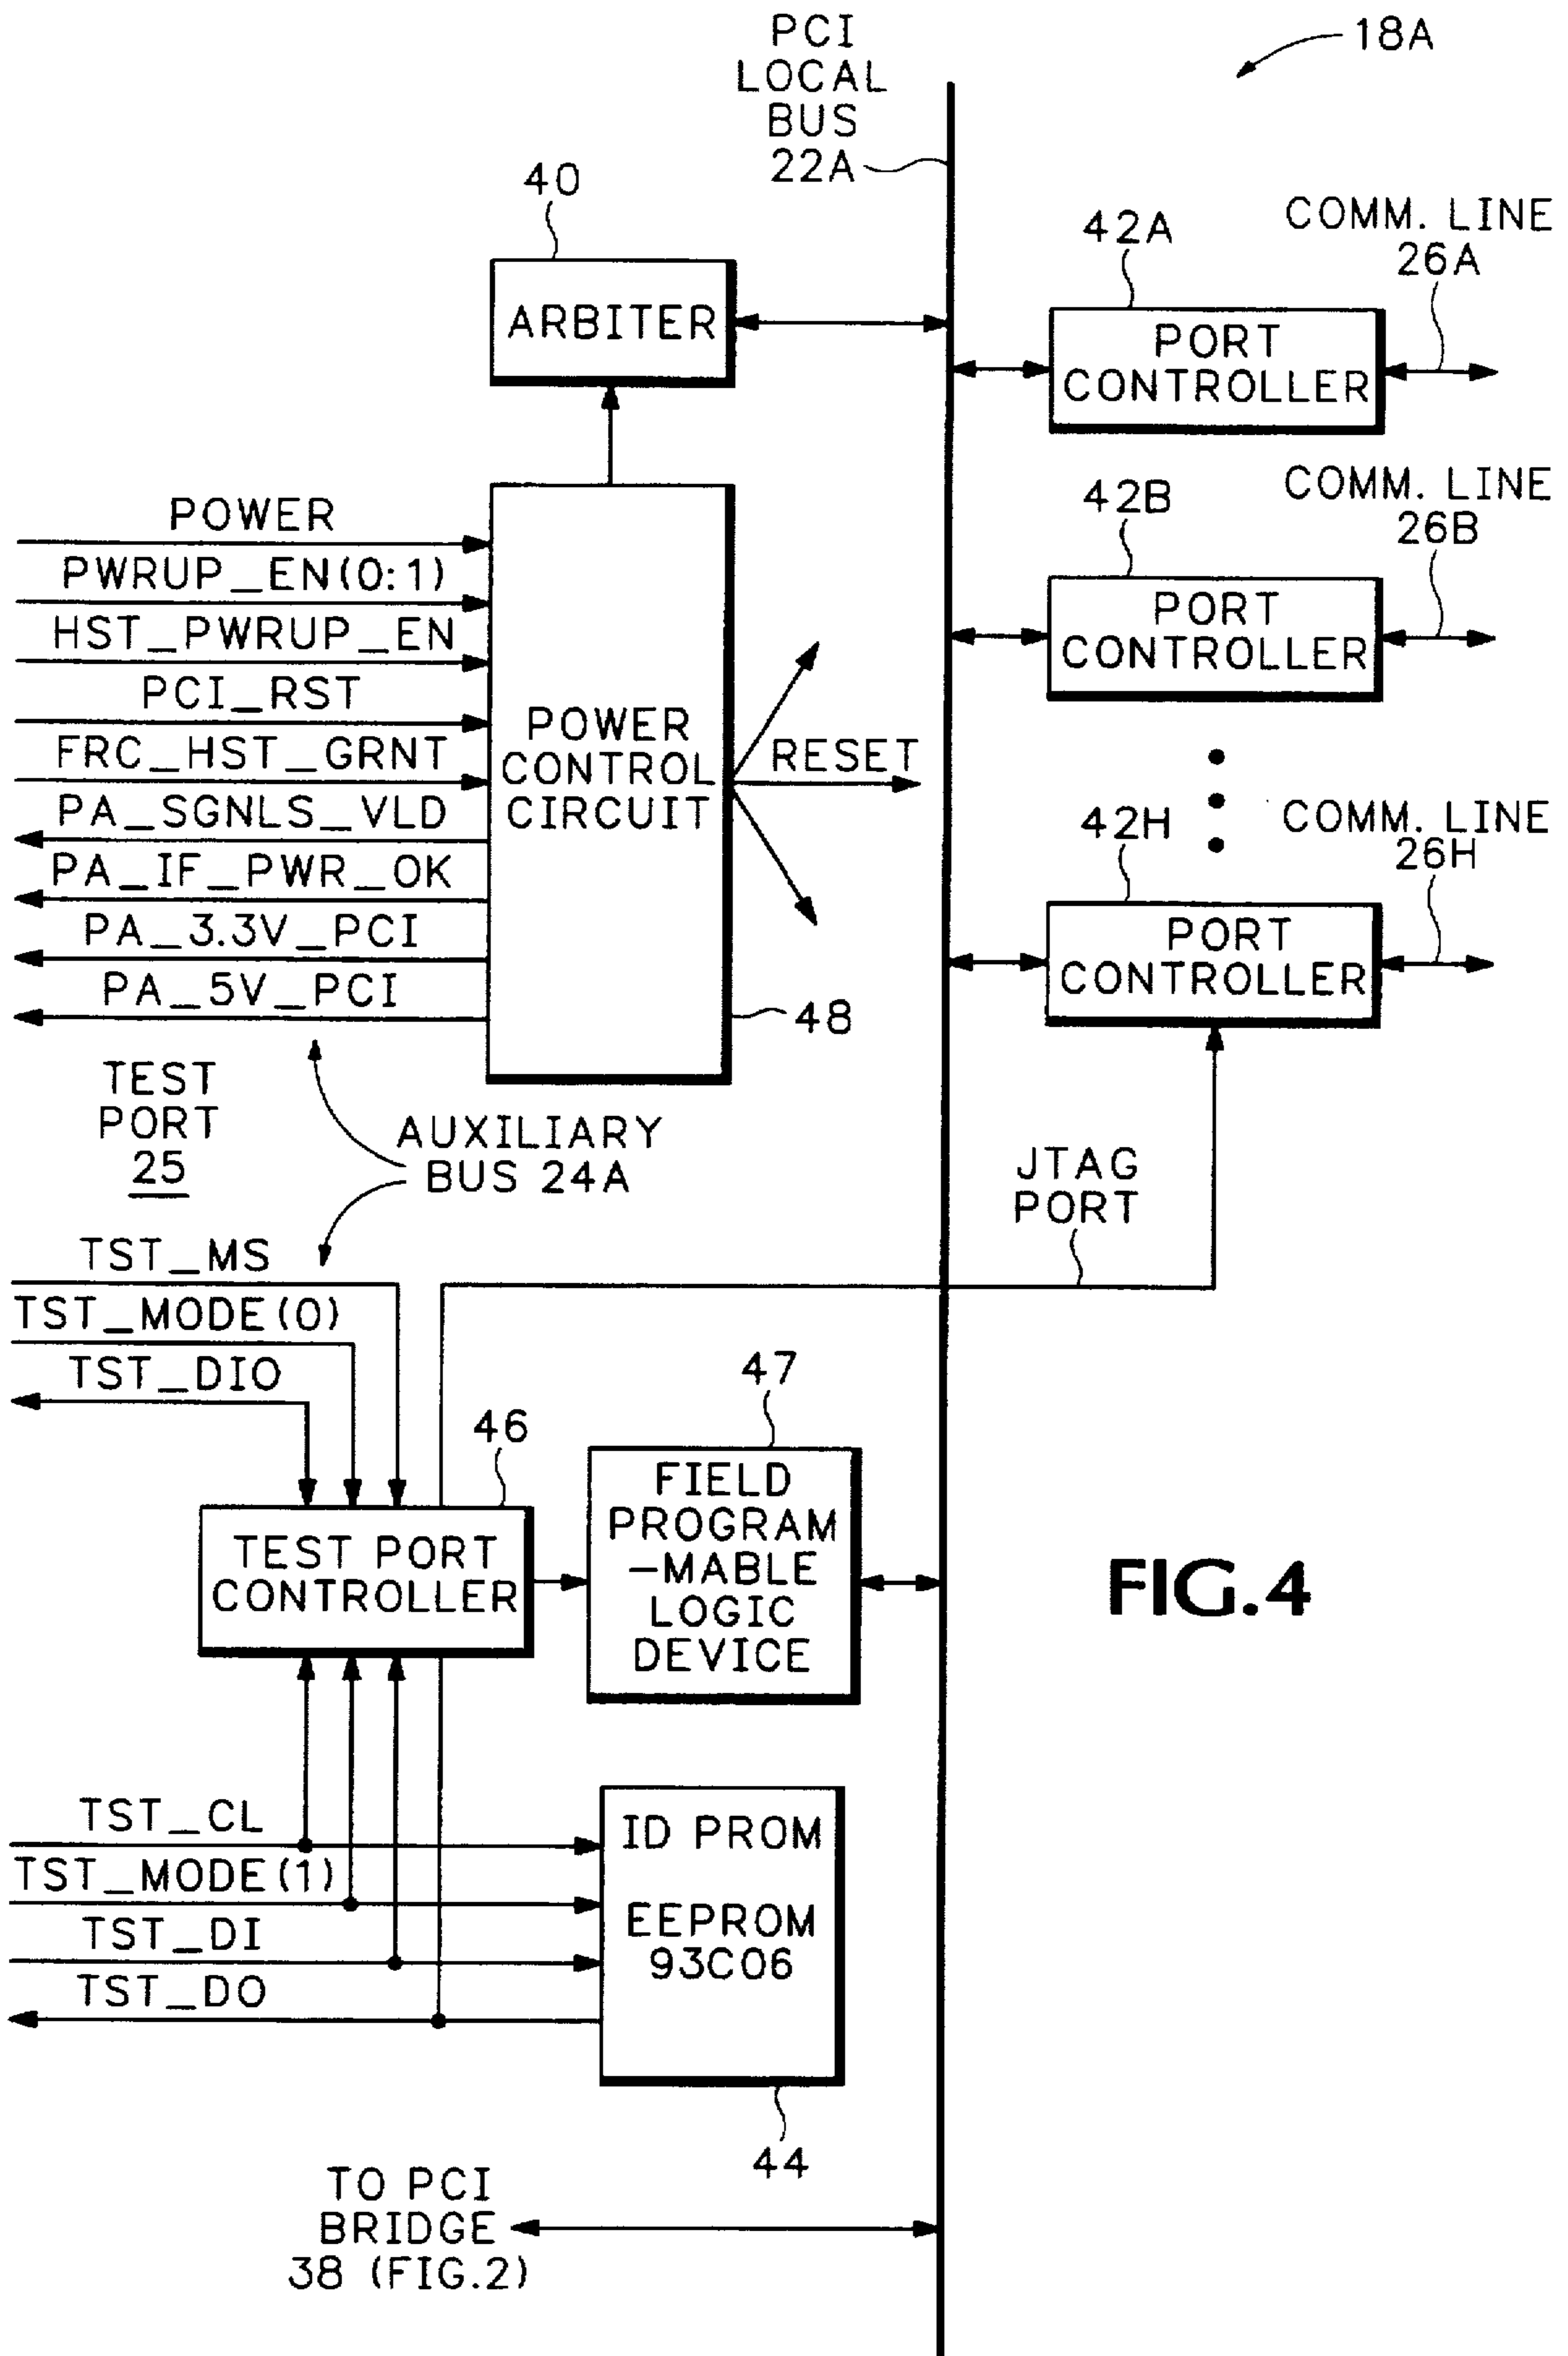 PCI
LOCAL
BUS
22A
18A
40
ARBITER
42A
COMM. LINE
26A
PORT
CONTROLLER
42B
COMM. LINE
26B
PORT
CONTROLLER
42H
COMM. LINE
26H
PORT
CONTROLLER
POWER
PWRUP_EN(0:1)
HST_PWRUP_EN
PCI_RST
FRC_HST_GRNT
PA_SGNLS_VLD
PA_IF_PWR_OK
PA_3.3V_PCI
PA_5V_PCI
POWER
CONTROL
CIRCUIT
RESET
48
TEST
PORT
25
AUXILIARY
BUS 24A
JTAG
PORT
TST_MS
TST_MODE(0)
TST_DIO
46
TEST PORT
CONTROLLER
47
FIELD
PROGRAM
-MABLE
LOGIC
DEVICE
FIG.4
TST_CL
TST_MODE(1)
TST_DI
TST_DO
ID PROM
EEPROM
93C06
44
TO PCI
BRIDGE
38 (FIG.2)